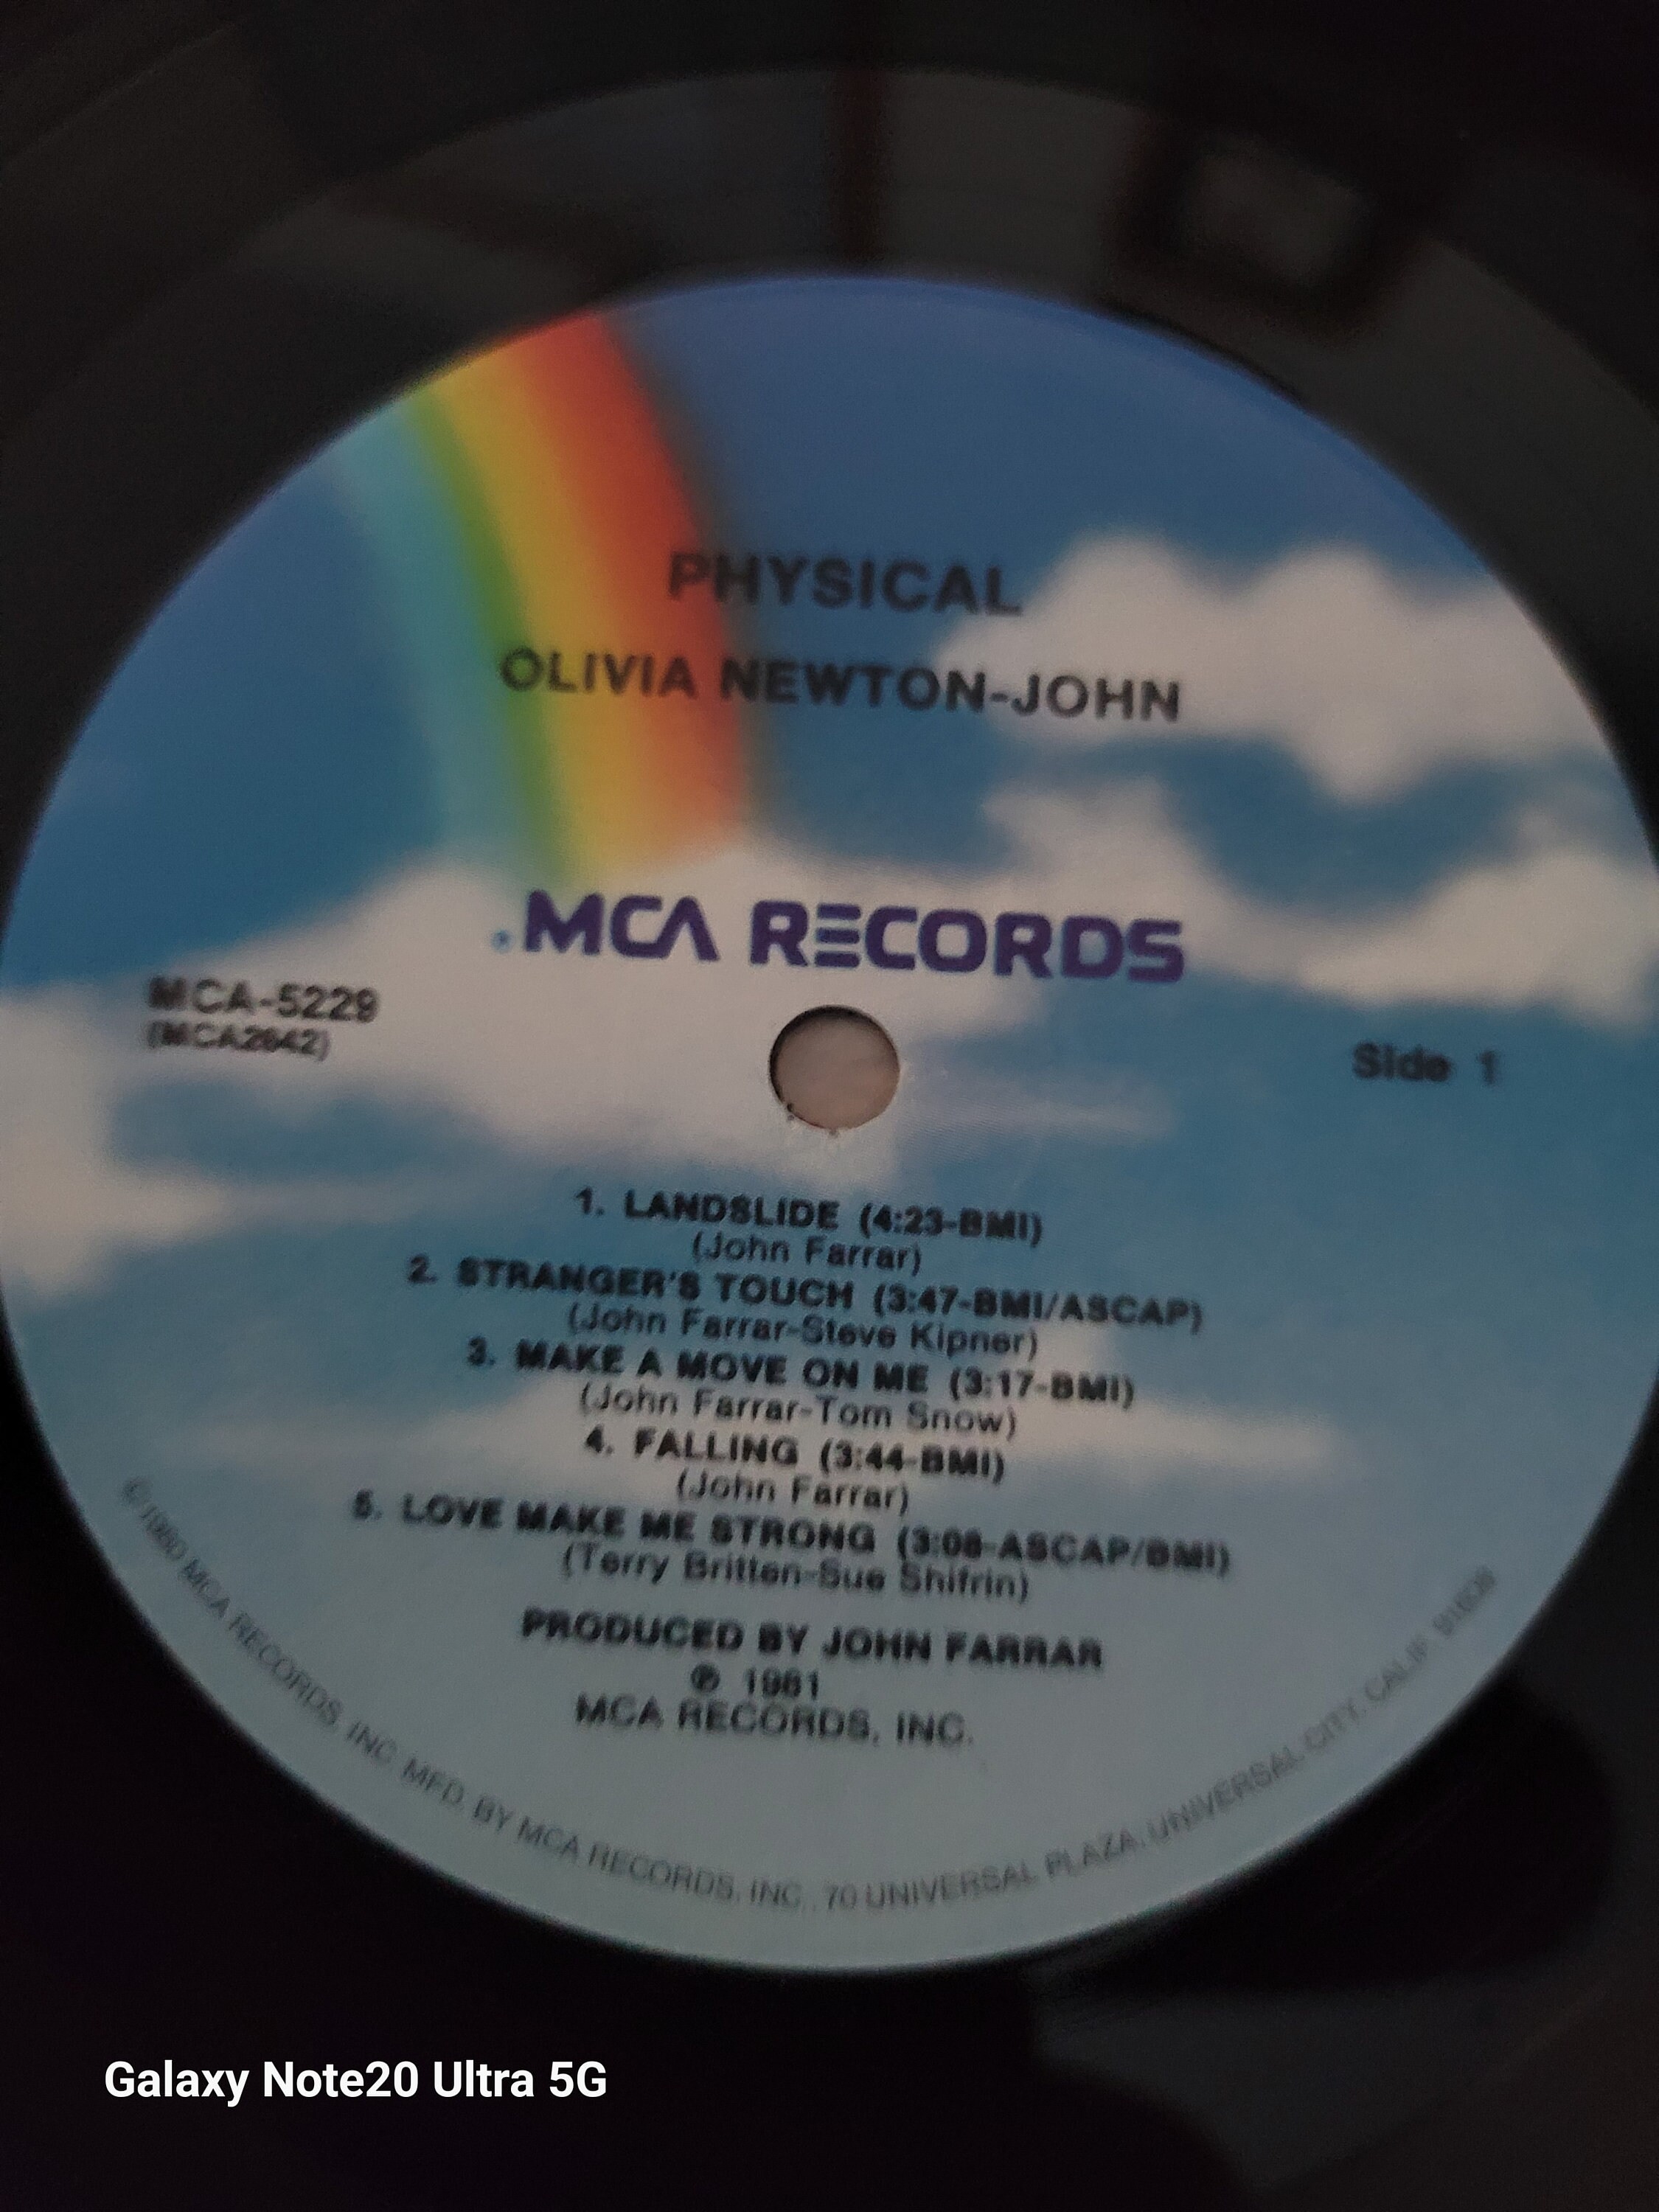 PHYSICAL
OLIVIA NEWTON-JOHN
MCA RECORDS
MCA-5229
(MCA2642)
Side 1
1. LANDSLIDE (4:23-BMI)
(John Farrar)
2. STRANGER'S TOUCH (3:47-BMI/ASCAP)
(John Farrar-Steve Kipner)
3. MAKE A MOVE ON ME (3:17-BMI)
(John Farrar-Tom Snow)
4. FALLING (3:44-BMI)
(John Farrar)
5. LOVE MAKE ME STRONG (3:08-ASCAP/BMI)
(Terry Britten-Sue Shifrin)
PRODUCED BY JOHN FARRAR
℗ 1981
MCA RECORDS, INC.
© 1980 MCA RECORDS, INC. MFD. BY MCA RECORDS, INC., 70 UNIVERSAL PLAZA, UNIVERSAL CITY, CALIF. 91608
Galaxy Note20 Ultra 5G